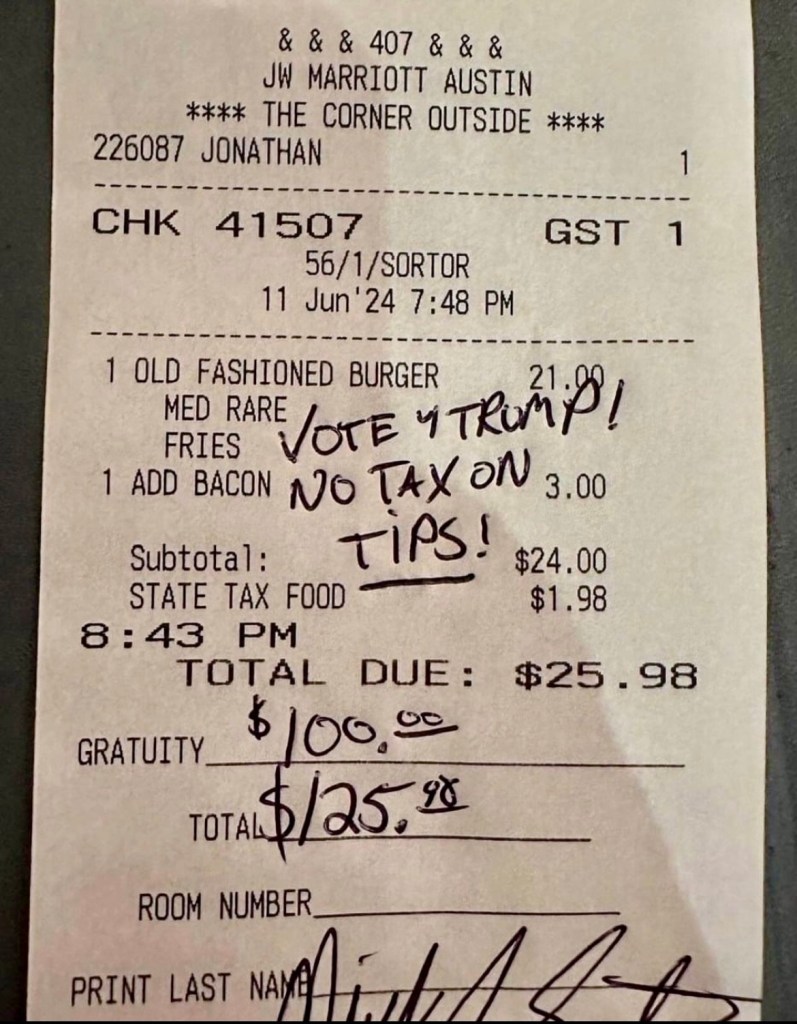 & & & 407 & & &
JW MARRIOTT AUSTIN
**** THE CORNER OUTSIDE ****
226087 JONATHAN 1
CHK 41507 GST 1
56/1/SORTOR
11 Jun'24 7:48 PM
1 OLD FASHIONED BURGER 21.00
MED RARE
VOTE 4 TRUMP!
FRIES
1 ADD BACON 3.00
NO TAX ON
TIPS!
Subtotal: $24.00
STATE TAX FOOD $1.98
8:43 PM
TOTAL DUE: $25.98
GRATUITY $100.00
TOTAL $125.98
ROOM NUMBER
PRINT LAST NAME